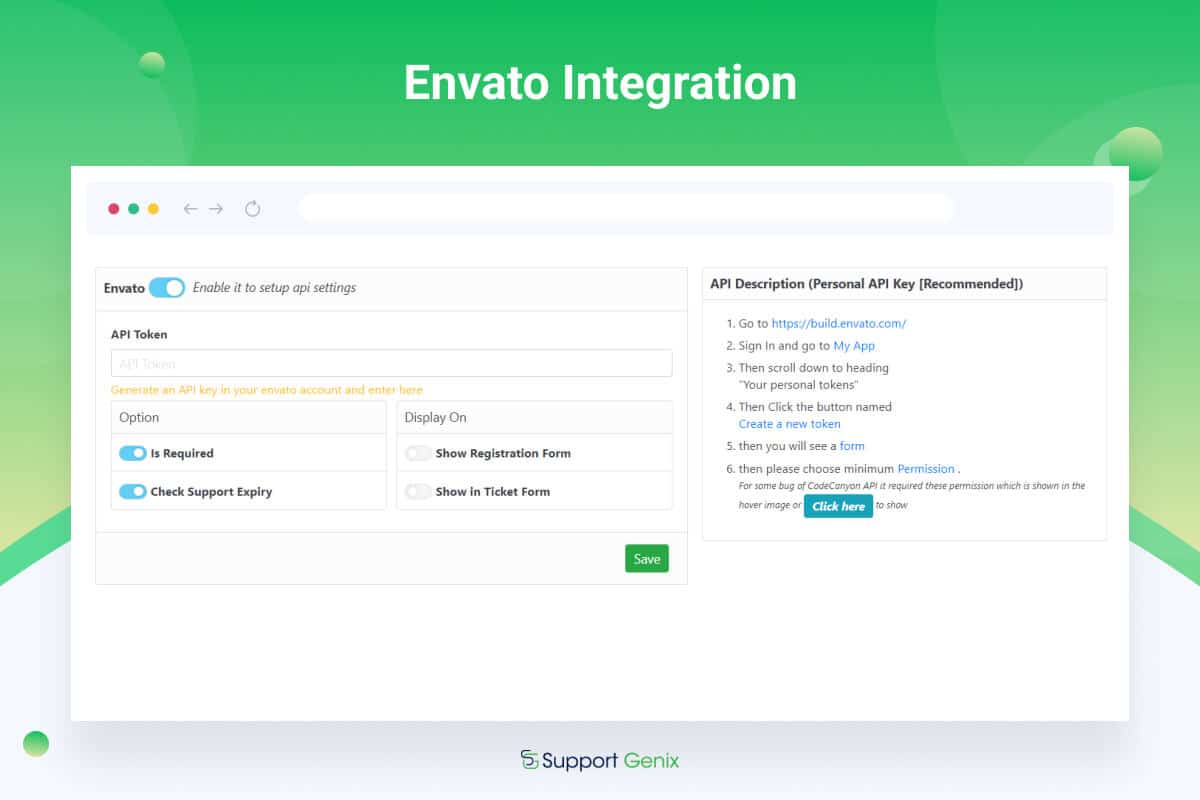 Envato Integration
Envato Enable it to setup api settings
API Token
API Token
Generate an API key in your envato account and enter here
Option
Is Required
Check Support Expiry
Display On
Show Registration Form
Show in Ticket Form
Save
API Description (Personal API Key [Recommended])
1. Go to https://build.envato.com/
2. Sign In and go to My App
3. Then scroll down to heading
"Your personal tokens"
4. Then Click the button named
Create a new token
5. then you will see a form
6. then please choose minimum Permission .
For some bug of CodeCanyon API it required these permission which is shown in the
hover image or Click here to show
Support Genix